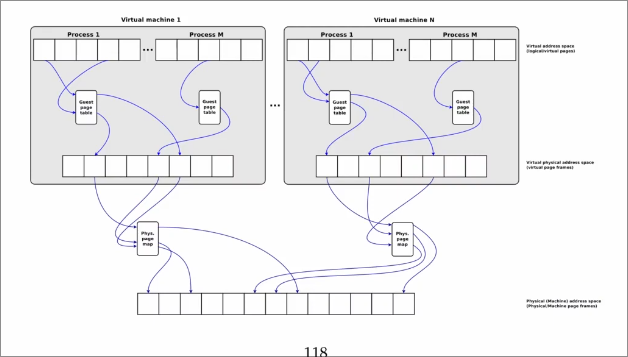 Virtual machine 1
Virtual machine N
Process 1
Process M
Process 1
Process M
Virtual address space
(logical/virtual pages)
Guest
page
table
Guest
page
table
Guest
page
table
Guest
page
table
Virtual physical address space
(virtual page frames)
Phys.
page
map
Phys.
page
map
Physical (Machine) address space
(Physical/Machine page frames)
118